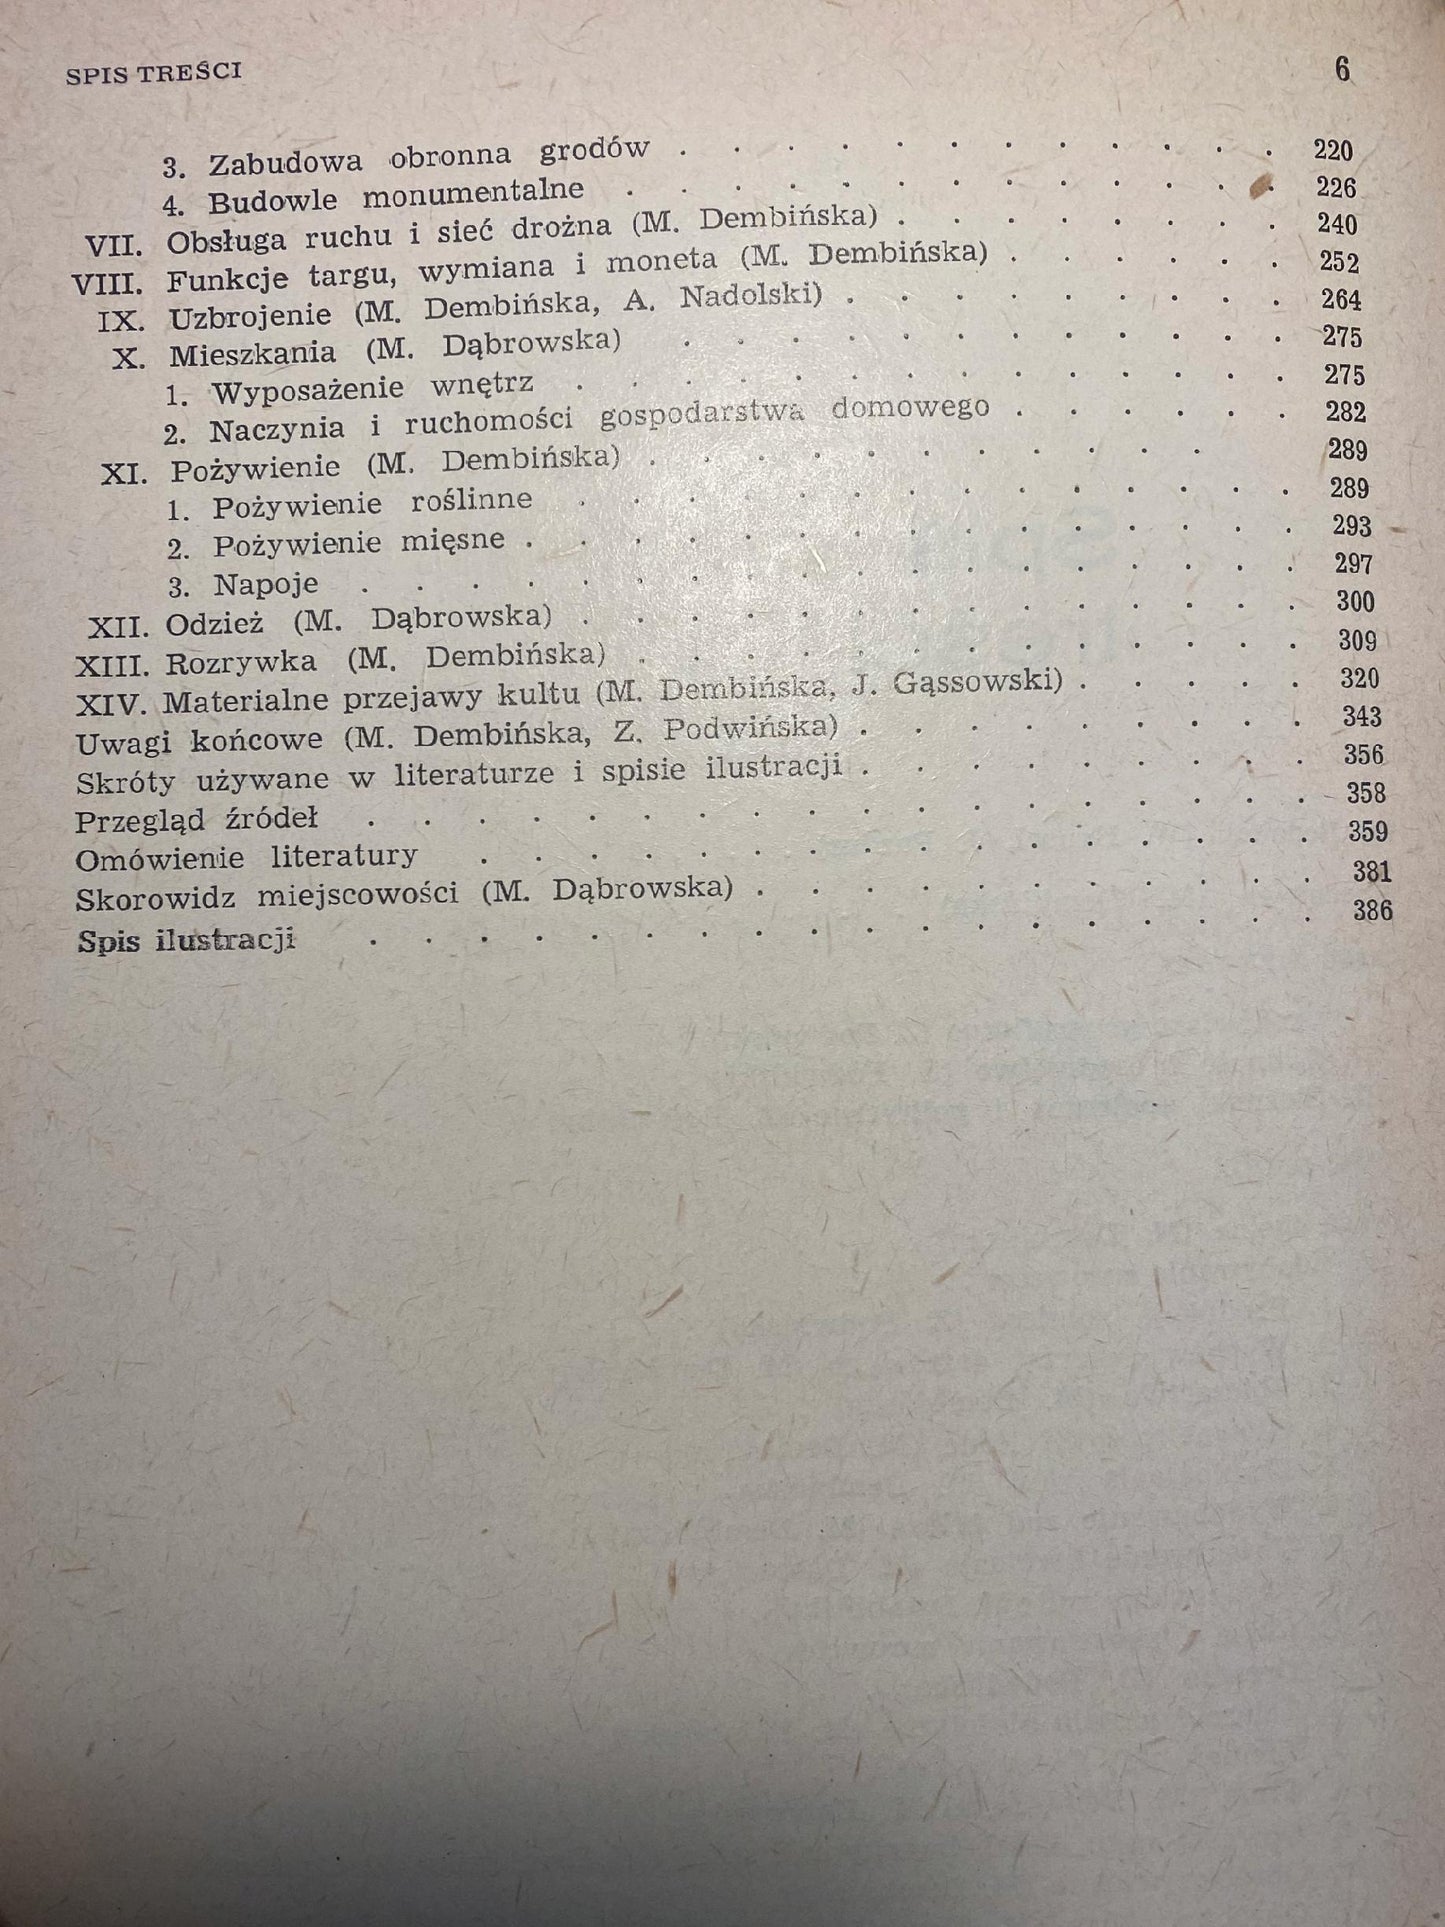 SPIS TREŚCI 6
3. Zabudowa obronna grodów . . . . . . . . . . . . 220
4. Budowle monumentalne . . . . . . . . . . . . . 226
VII. Obsługa ruchu i sieć drożna (M. Dembińska) . . . . . . . . 240
VIII. Funkcje targu, wymiana i moneta (M. Dembińska) . . . . . . 252
IX. Uzbrojenie (M. Dembińska, A. Nadolski) . . . . . . . . . 264
X. Mieszkania (M. Dąbrowska) . . . . . . . . . . . . 275
1. Wyposażenie wnętrz . . . . . . . . . . . . . . 275
2. Naczynia i ruchomości gospodarstwa domowego . . . . . . 282
XI. Pożywienie (M. Dembińska) . . . . . . . . . . . 289
1. Pożywienie roślinne . . . . . . . . . . . . . . 289
2. Pożywienie mięsne . . . . . . . . . . . . . . . 293
3. Napoje . . . . . . . . . . . . . . . . . . 297
XII. Odzież (M. Dąbrowska) . . . . . . . . . . . . . . 300
XIII. Rozrywka (M. Dembińska) . . . . . . . . . . . . . 309
XIV. Materialne przejawy kultu (M. Dembińska, J. Gąssowski) . . . . . 320
Uwagi końcowe (M. Dembińska, Z. Podwińska) . . . . . . . . . 343
Skróty używane w literaturze i spisie ilustracji . . . . . . . . . 356
Przegląd źródeł . . . . . . . . . . . . . . . . . . 358
Omówienie literatury . . . . . . . . . . . . . . . . 359
Skorowidz miejscowości (M. Dąbrowska) . . . . . . . . . . . 381
Spis ilustracji . . . . . . . . . . . . . . . . . . 386